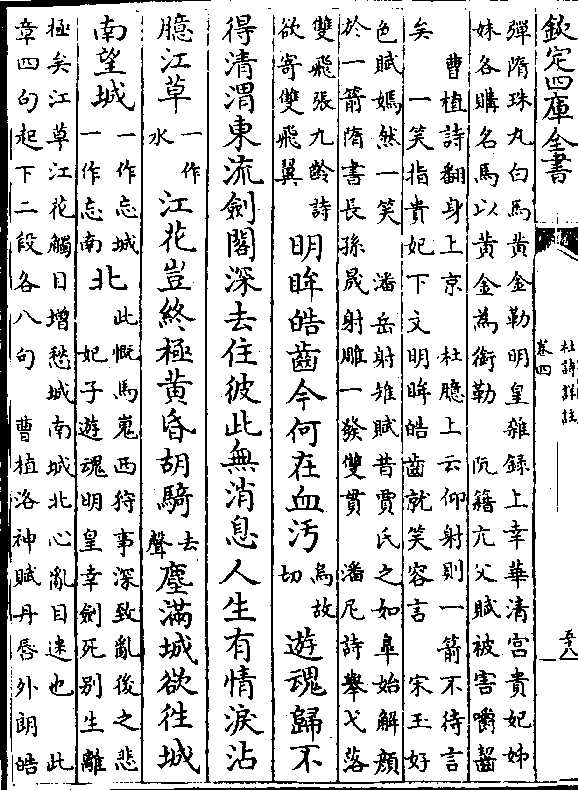 欽定四庫全書
杜詩詳註
卷四
五八
彈隋珠丸白馬黄金勒明皇雜錄上幸華清宫貴妃姊
妹各購名馬以黄金為銜勒 阮籍亢父賦被害嚼齧
曹植詩翻身上京 杜臆上云仰射則一箭不待言
矣 一笑指貴妃下文明眸皓齒就笑容言 宋玉好
色賦嫣然一笑 潘岳射雉賦昔賈氏之如臯始解顔
於一箭隋書長孫晟射雕一發雙貫 潘尼詩舉弋落
雙飛張九齡詩欲寄雙飛翼 明眸皓齒今何在血汚 烏故切 遊魂歸不
得清渭東流劍閣深去住彼此無消息人生有情淚沾
臆江草 一作水 江花豈終極黄昏胡騎 去聲 塵滿城欲往城
南望城 一作忘城一作忘南 北 此慨馬嵬西狩事深致亂後之悲妃子遊魂明皇幸劍死别生離
極矣江草江花觸目增愁城南城北心亂目迷也 此
章四句起下二段各八句 曹植洛神賦丹唇外朗皓